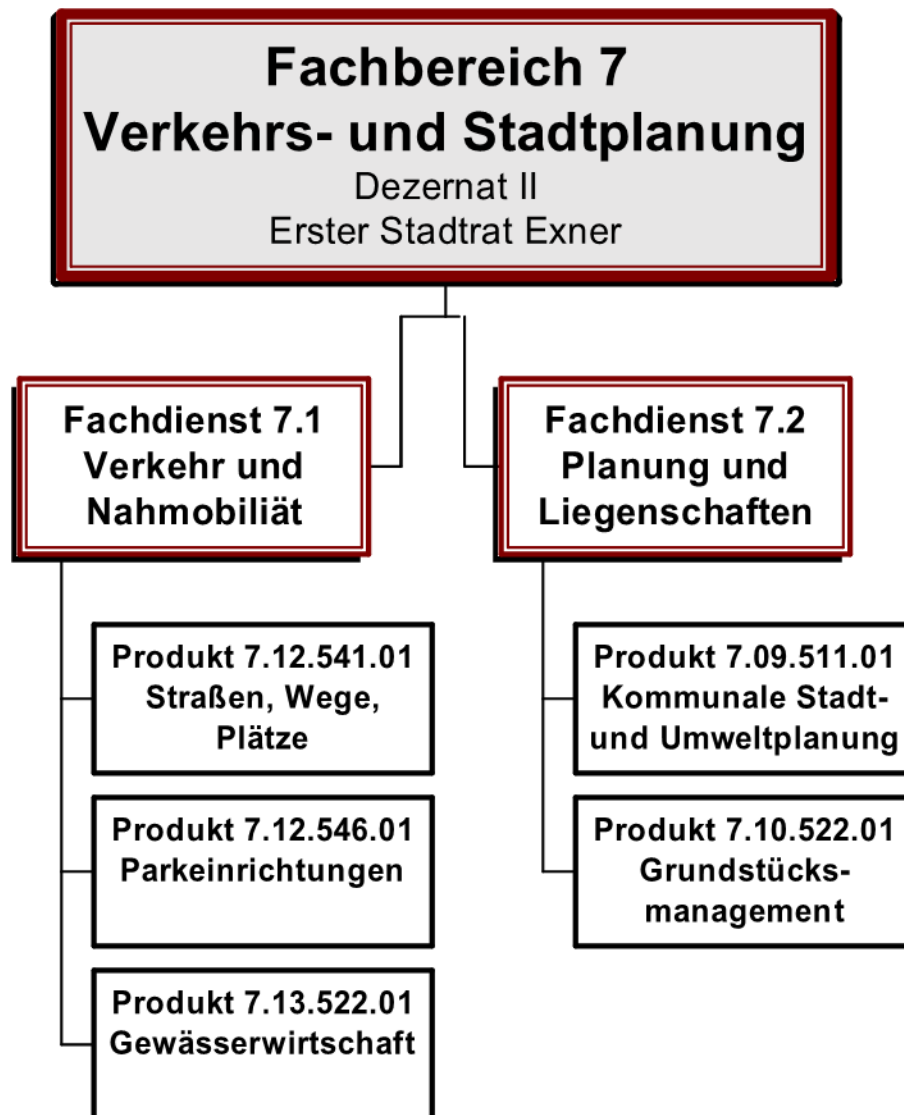 Fachbereich 7
Verkehrs- und Stadtplanung
Dezernat II
Erster Stadtrat Exner
Fachdienst 7.1
Verkehr und
Nahmobiliät
Fachdienst 7.2
Planung und
Liegenschaften
Produkt 7.12.541.01
Straßen, Wege,
Plätze
Produkt 7.12.546.01
Parkeinrichtungen
Produkt 7.13.522.01
Gewässerwirtschaft
Produkt 7.09.511.01
Kommunale Stadt-
und Umweltplanung
Produkt 7.10.522.01
Grundstücks-
management